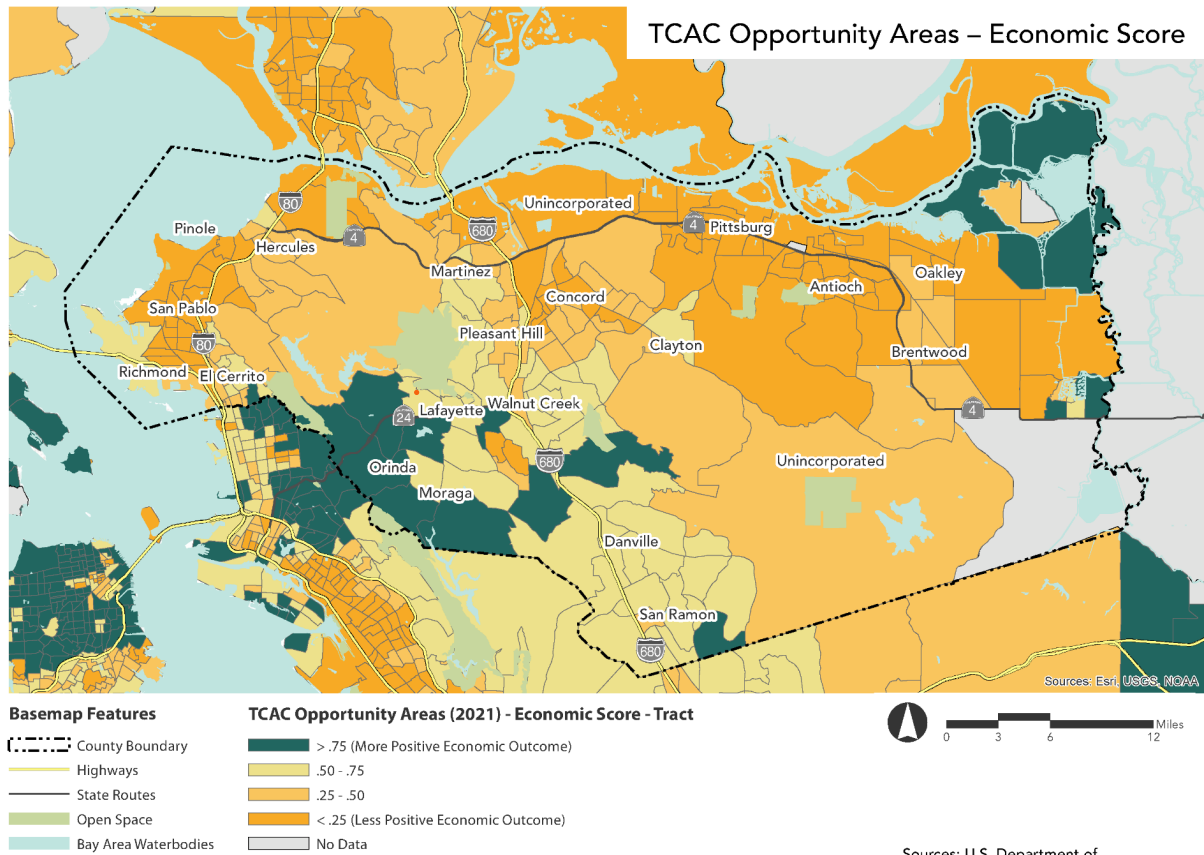 TCAC Opportunity Areas – Economic Score
80
Unincorporated
Pinole
680
4
Pittsburg
4
Hercules
Martinez
Oakley
Antioch
San Pablo
Concord
Pleasant Hill
80
Clayton
Brentwood
Richmond
El Cerrito
Lafayette
Walnut Creek
4
24
Orinda
680
Unincorporated
Moraga
Danville
San Ramon
680
Sources: Esri, USGS, NOAA
Basemap Features
County Boundary
Highways
State Routes
Open Space
Bay Area Waterbodies
TCAC Opportunity Areas (2021) - Economic Score - Tract
> .75 (More Positive Economic Outcome)
.50 - .75
.25 - .50
< .25 (Less Positive Economic Outcome)
No Data
Miles
0 3 6 12
Sources: U.S. Department of